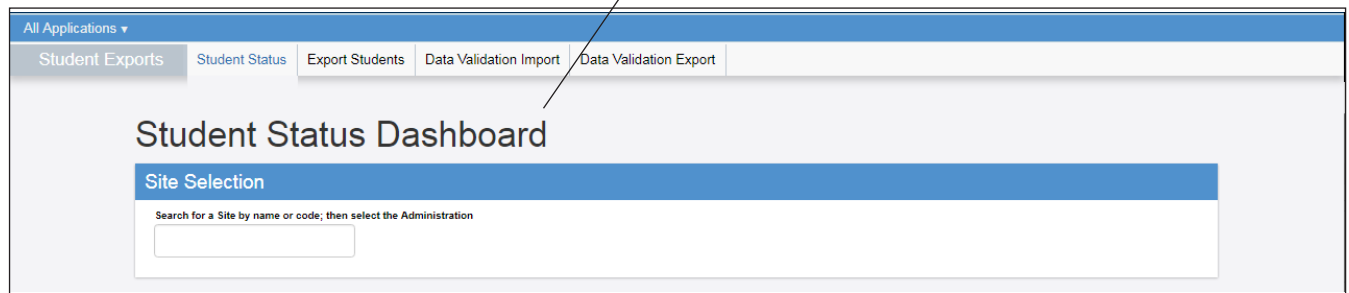 All Applications ▾
Student Exports Student Status Export Students Data Validation Import Data Validation Export
Student Status Dashboard
Site Selection
Search for a Site by name or code; then select the Administration